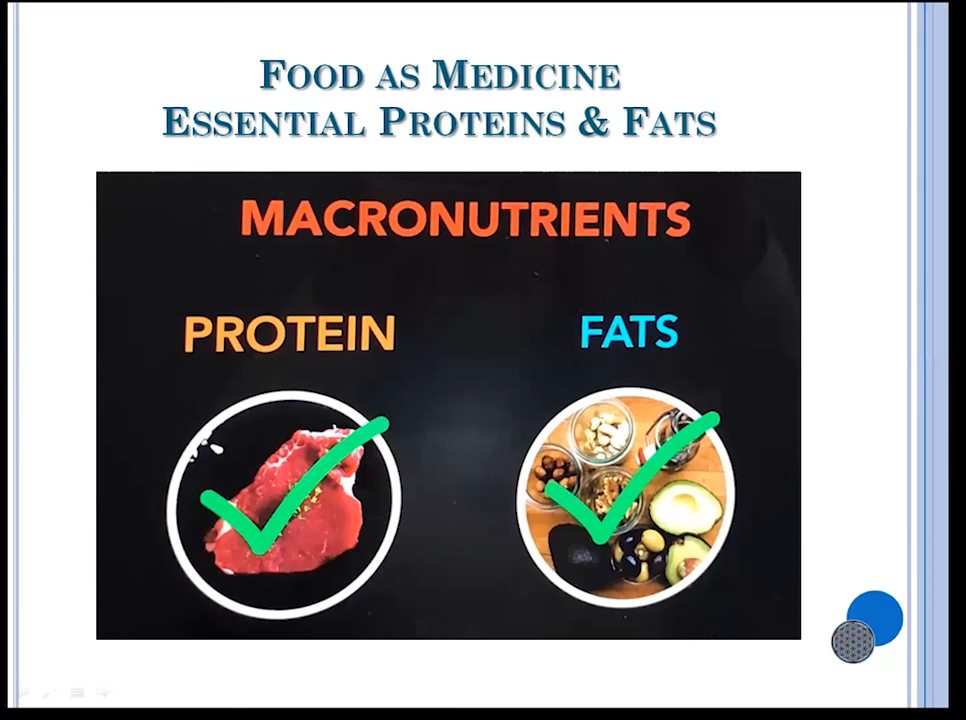 FOOD AS MEDICINE
ESSENTIAL PROTEINS & FATS
MACRONUTRIENTS
PROTEIN
FATS